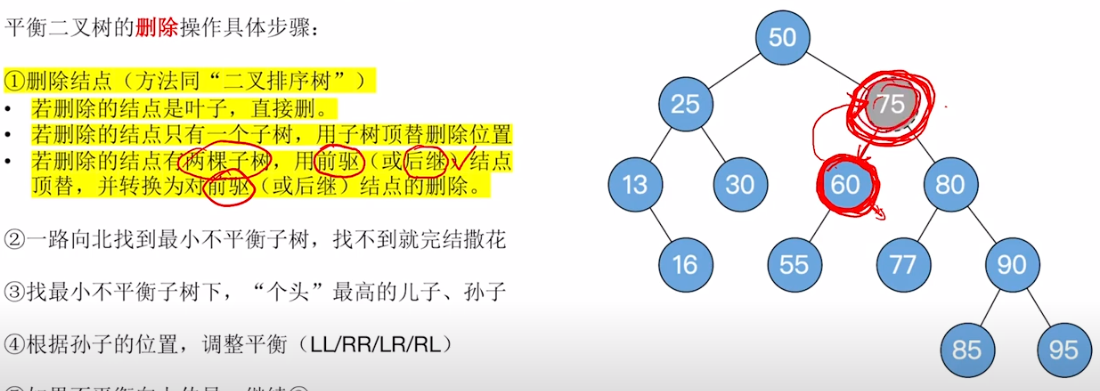 平衡二叉树的删除操作具体步骤：
①删除结点（方法同“二叉排序树”）
• 若删除的结点是叶子，直接删。
• 若删除的结点只有一个子树，用子树顶替删除位置
• 若删除的结点有两棵子树，用前驱（或后继）结点
顶替，并转换为对前驱（或后继）结点的删除。
②一路向北找到最小不平衡子树，找不到就完结撒花
③找最小不平衡子树下，“个头”最高的儿子、孙子
④根据孙子的位置，调整平衡（LL/RR/LR/RL）
50
25 75
13 30 60 80
16 55 77 90
85 95